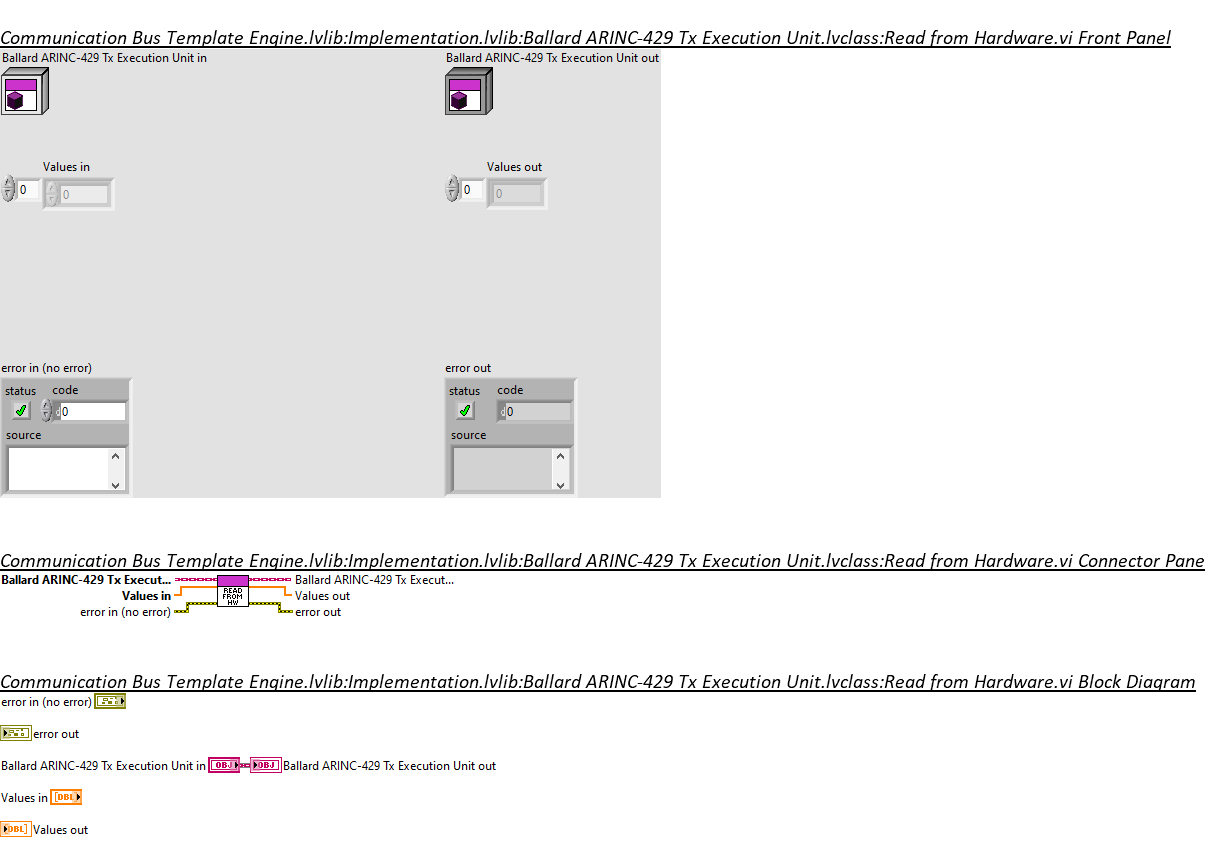 Communication Bus Template Engine.lvlib:Implementation.lvlib:Ballard ARINC-429 Tx Execution Unit.lvclass:Read from Hardware.vi Front Panel
Ballard ARINC-429 Tx Execution Unit in Ballard ARINC-429 Tx Execution Unit out
Values in Values out
0 0 0 0
error in (no error) error out
status code status code
d 0 d 0
source source
Communication Bus Template Engine.lvlib:Implementation.lvlib:Ballard ARINC-429 Tx Execution Unit.lvclass:Read from Hardware.vi Connector Pane
Ballard ARINC-429 Tx Execut... Ballard ARINC-429 Tx Execut...
Values in READ FROM HW Values out
error in (no error) error out
Communication Bus Template Engine.lvlib:Implementation.lvlib:Ballard ARINC-429 Tx Execution Unit.lvclass:Read from Hardware.vi Block Diagram
error in (no error)
error out
Ballard ARINC-429 Tx Execution Unit in OBJ OBJ Ballard ARINC-429 Tx Execution Unit out
Values in [DBL]
[DBL] Values out